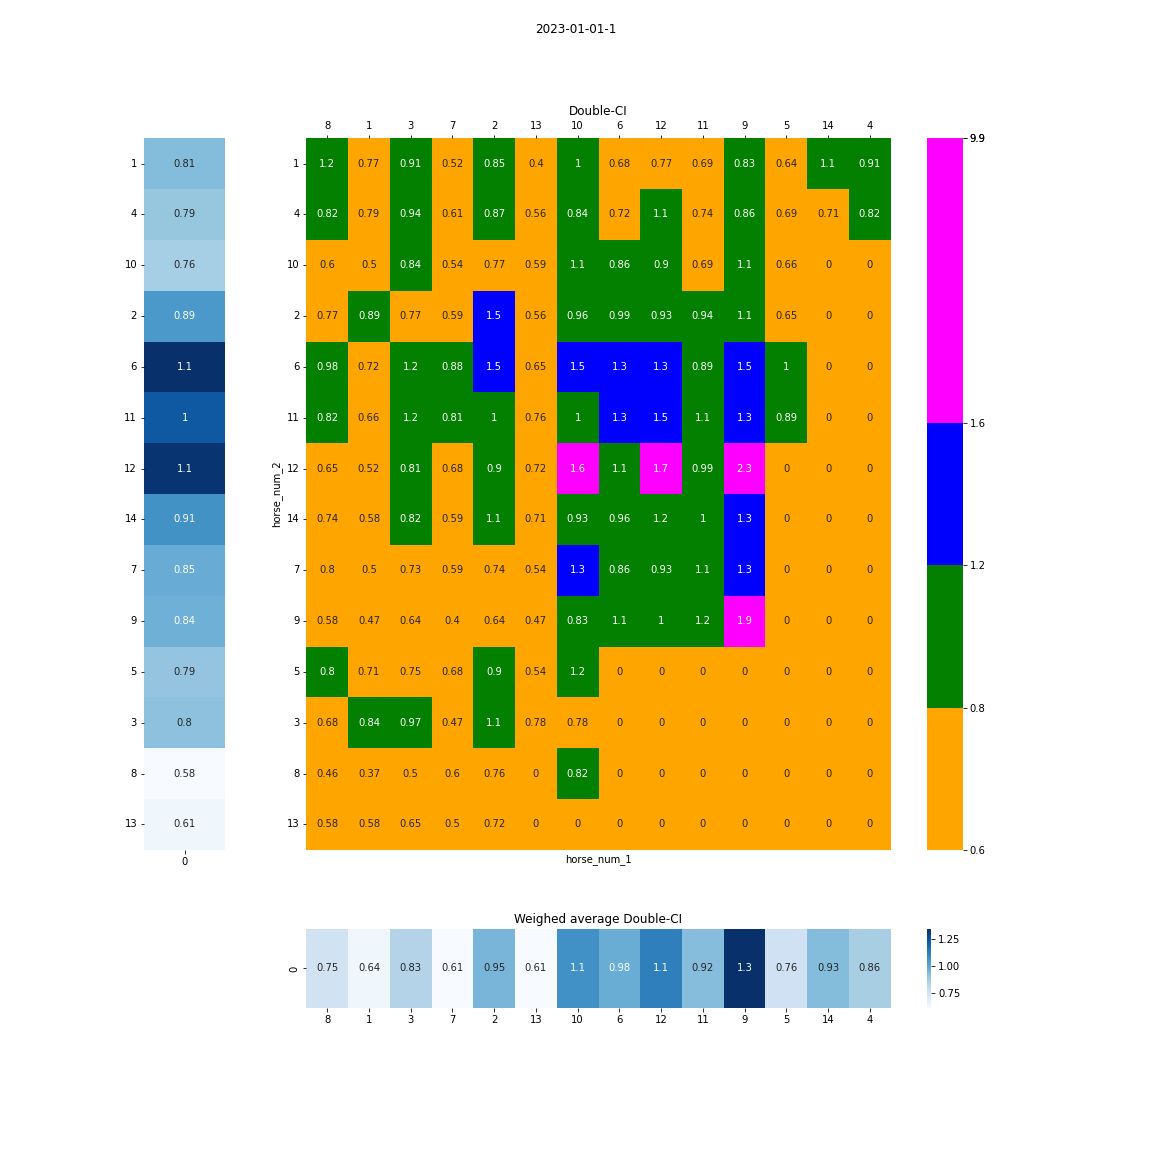 2023-01-01-1
Double-CI
8 1 3 7 2 13 10 6 12 11 9 5 14 4
9.9
1 0.81 1 1.2 0.77 0.91 0.52 0.85 0.4 1 0.68 0.77 0.69 0.83 0.64 1.1 0.91
4 0.79 4 0.82 0.79 0.94 0.61 0.87 0.56 0.84 0.72 1.1 0.74 0.86 0.69 0.71 0.82
10 0.76 10 0.6 0.5 0.84 0.54 0.77 0.59 1.1 0.86 0.9 0.69 1.1 0.66 0 0
2 0.89 2 0.77 0.89 0.77 0.59 1.5 0.56 0.96 0.99 0.93 0.94 1.1 0.65 0 0
6 1.1 6 0.98 0.72 1.2 0.88 1.5 0.65 1.5 1.3 1.3 0.89 1.5 1 0 0
11 1 11 0.82 0.66 1.2 0.81 1 0.76 1 1.3 1.5 1.1 1.3 0.89 0 0
1.6
12 1.1 12 0.65 0.52 0.81 0.68 0.9 0.72 1.6 1.1 1.7 0.99 2.3 0 0 0
horse_num_2
14 0.91 14 0.74 0.58 0.82 0.59 1.1 0.71 0.93 0.96 1.2 1 1.3 0 0 0
1.2
7 0.85 7 0.8 0.5 0.73 0.59 0.74 0.54 1.3 0.86 0.93 1.1 1.3 0 0 0
9 0.84 9 0.58 0.47 0.64 0.4 0.64 0.47 0.83 1.1 1 1.2 1.9 0 0 0
5 0.79 5 0.8 0.71 0.75 0.68 0.9 0.54 1.2 0 0 0 0 0 0 0
0.8
3 0.8 3 0.68 0.84 0.97 0.47 1.1 0.78 0.78 0 0 0 0 0 0 0
8 0.58 8 0.46 0.37 0.5 0.6 0.76 0 0.82 0 0 0 0 0 0 0
13 0.61 13 0.58 0.58 0.65 0.5 0.72 0 0 0 0 0 0 0 0 0
0.6
0
horse_num_1
Weighed average Double-CI
1.25
0 0.75 0.64 0.83 0.61 0.95 0.61 1.1 0.98 1.1 0.92 1.3 0.76 0.93 0.86
1.00
0.75
8 1 3 7 2 13 10 6 12 11 9 5 14 4